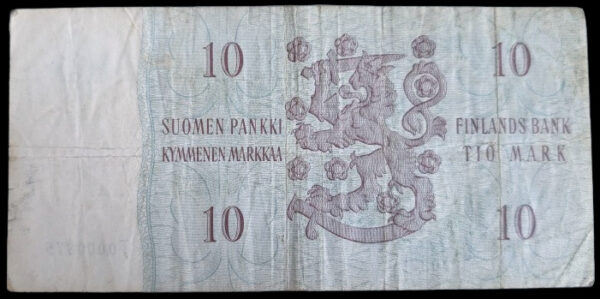 10 10
SUOMEN PANKKI FINLANDS BANK
KYMMENEN MARKKAA TIO MARK
10 10